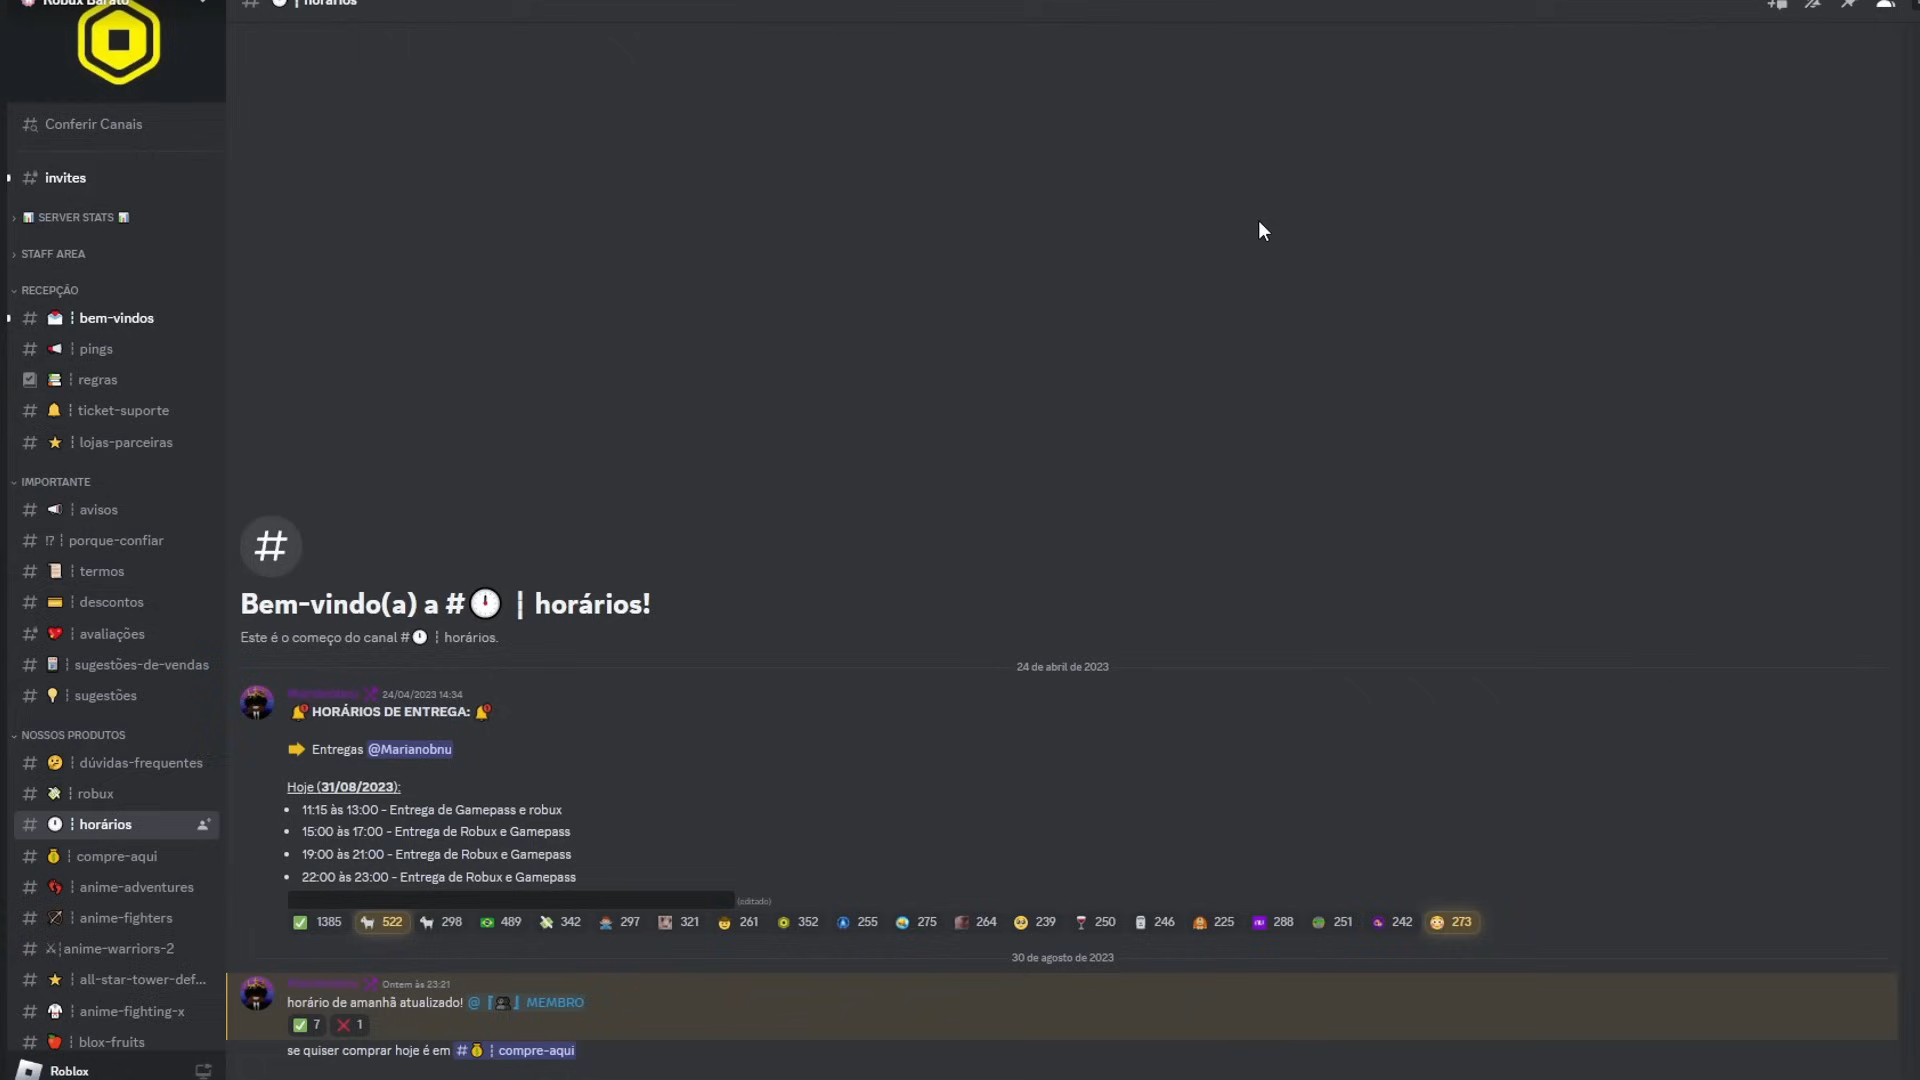 Robux Barato
horários
Conferir Canais
invites
SERVER STATS
STAFF AREA
RECEPÇÃO
bem-vindos
pings
regras
ticket-suporte
lojas-parceiras
IMPORTANTE
avisos
⁉ ┆ porque-confiar
termos
descontos
avaliações
sugestões-de-vendas
sugestões
NOSSOS PRODUTOS
dúvidas-frequentes
robux
horários
compre-aqui
anime-adventures
anime-fighters
anime-warriors-2
all-star-tower-def...
anime-fighting-x
blox-fruits
Roblox
Bem-vindo(a) a # ┆ horários!
Este é o começo do canal # ┆ horários.
24 de abril de 2023
24/04/2023 14:34
HORÁRIOS DE ENTREGA:
Entregas @Marianobnu
Hoje (31/08/2023):
• 11:15 às 13:00 - Entrega de Gamepass e robux
• 15:00 às 17:00 - Entrega de Robux e Gamepass
• 19:00 às 21:00 - Entrega de Robux e Gamepass
• 22:00 às 23:00 - Entrega de Robux e Gamepass
(editado)
1385 522 298 489 342 297 321 261 352 255 275 264 239 250 246 225 288 251 242 273
30 de agosto de 2023
Ontem às 23:21
horário de amanhã atualizado! @ MEMBRO
7 1
se quiser comprar hoje é em # ┆ compre-aqui